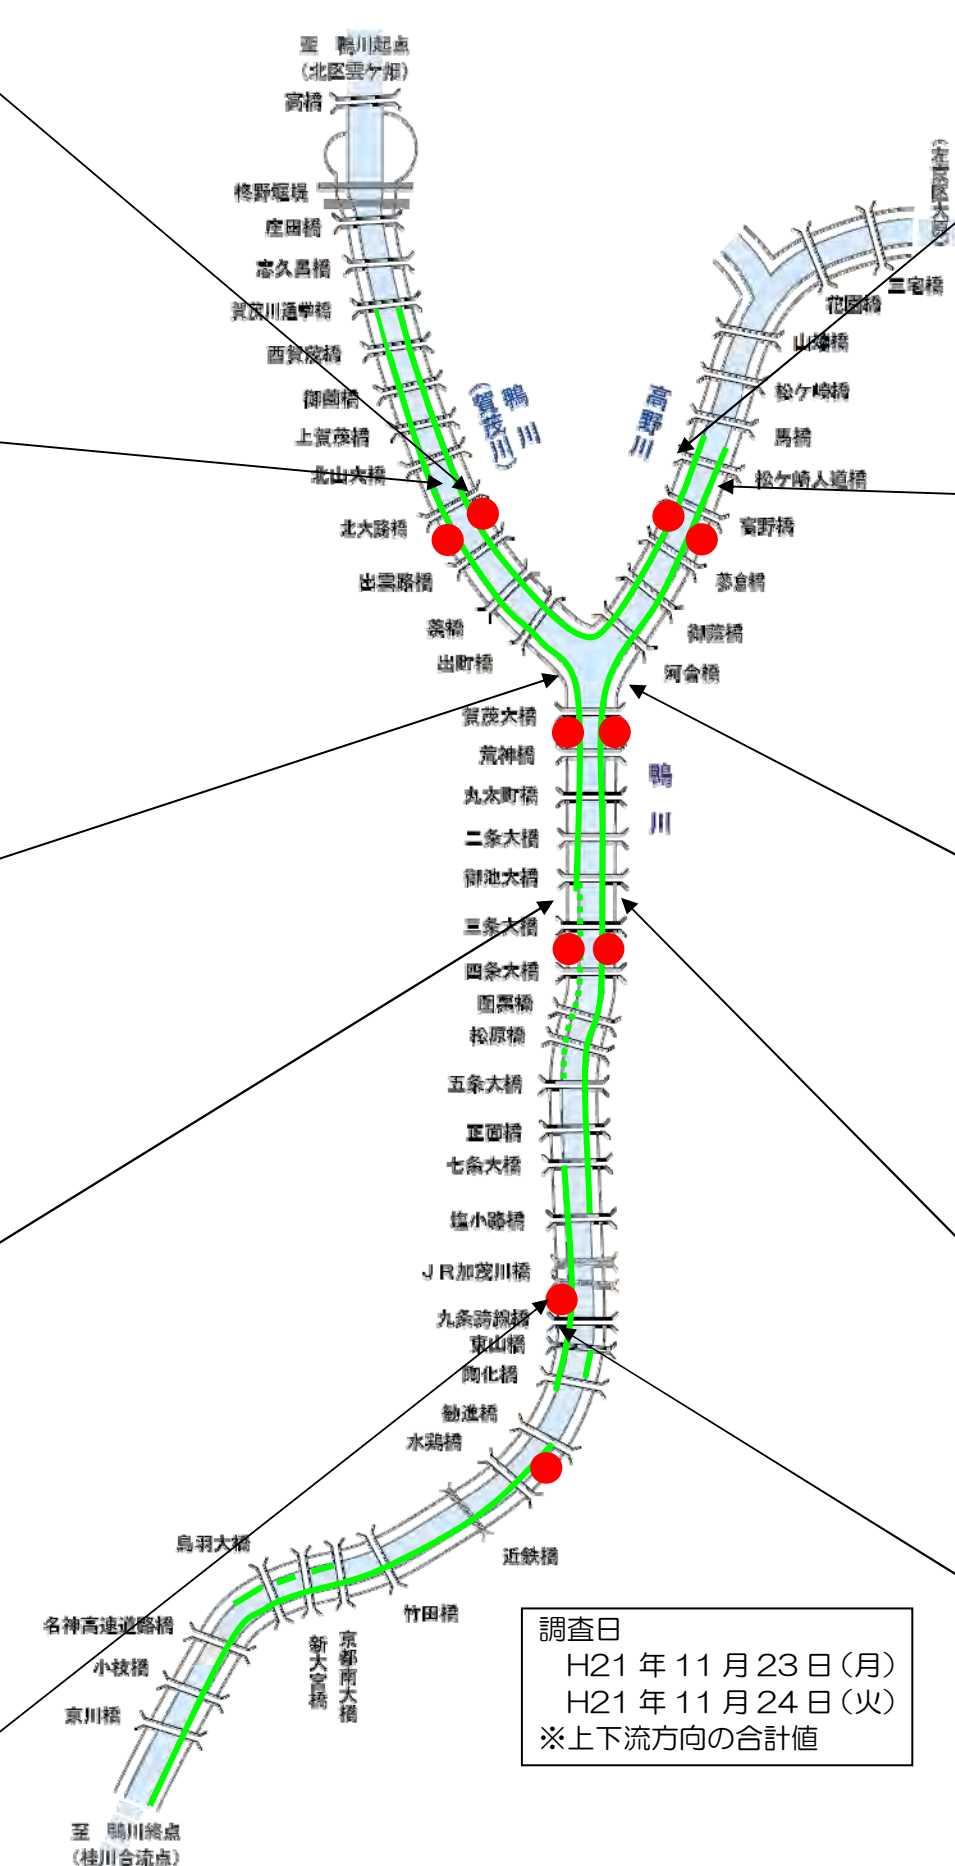 至 鴨川起点
(北区雲ケ畑)
高橋
柊野堰堤
庄田橋
志久呂橋
賀茂川通学橋
西賀茂橋
御薗橋
上賀茂橋
北山大橋
北大路橋
出雲路橋
葵橋
出町橋
鴨川
(賀茂川)
高野川
(左京区大原)
三宅橋
花園橋
山端橋
松ケ崎橋
馬橋
松ケ崎人道橋
高野橋
蓼倉橋
御蔭橋
河合橋
賀茂大橋
荒神橋
丸太町橋
二条大橋
御池大橋
三条大橋
四条大橋
団栗橋
松原橋
五条大橋
正面橋
七条大橋
塩小路橋
JR加茂川橋
九条跨線橋
東山橋
陶化橋
勧進橋
水鶏橋
鴨川
近鉄橋
竹田橋
京都南大橋
新大宮橋
鳥羽大橋
名神高速道路橋
小枝橋
京川橋
至 鴨川終点
(桂川合流点)
調査日
H21 年 11 月 23 日(月)
H21 年 11 月 24 日(火)
※上下流方向の合計値